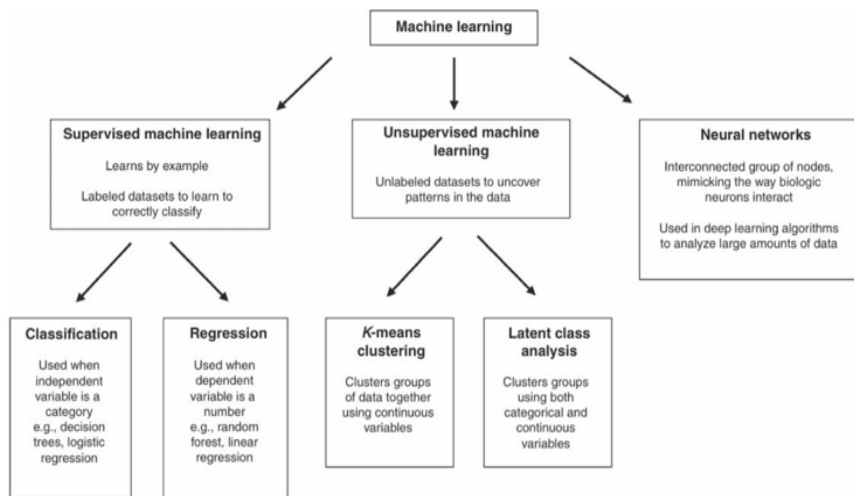 Machine learning
Supervised machine learning
Learns by example
Labeled datasets to learn to
correctly classify
Unsupervised machine
learning
Unlabeled datasets to uncover
patterns in the data
Neural networks
Interconnected group of nodes,
mimicking the way biologic
neurons interact
Used in deep learning algorithms
to analyze large amounts of data
Classification
Used when
independent
variable is a
category
e.g., decision
trees, logistic
regression
Regression
Used when
dependent
variable is a
number
e.g., random
forest, linear
regression
K-means
clustering
Clusters groups
of data together
using continuous
variables
Latent class
analysis
Clusters groups
using both
categorical and
continuous
variables